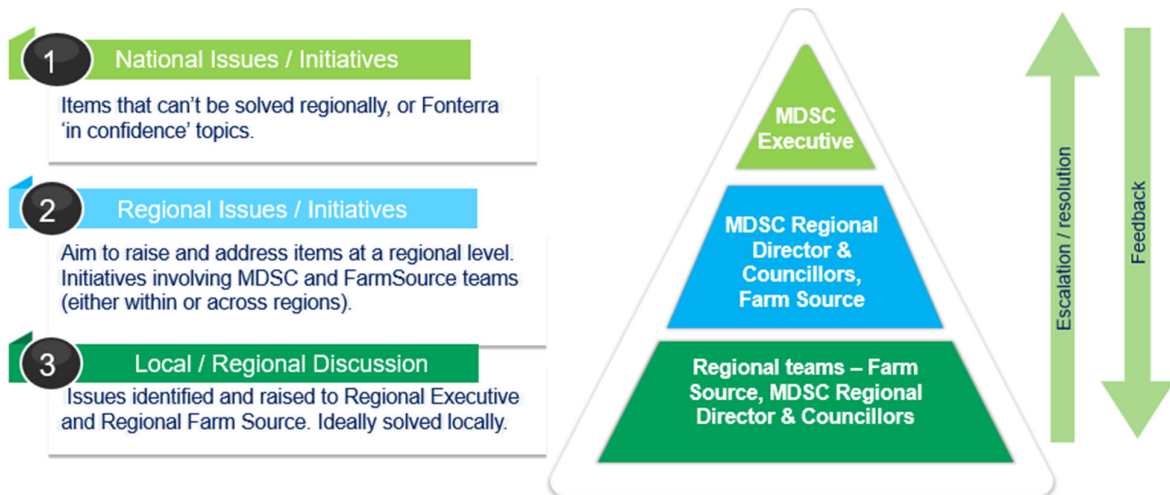 1
National Issues / Initiatives
Items that can't be solved regionally, or Fonterra
'in confidence' topics.
2
Regional Issues / Initiatives
Aim to raise and address items at a regional level.
Initiatives involving MDSC and FarmSource teams
(either within or across regions).
3
Local / Regional Discussion
Issues identified and raised to Regional Executive
and Regional Farm Source. Ideally solved locally.
MDSC
Executive
MDSC Regional
Director &
Councillors,
Farm Source
Regional teams – Farm
Source, MDSC Regional
Director & Councillors
Escalation / resolution
Feedback